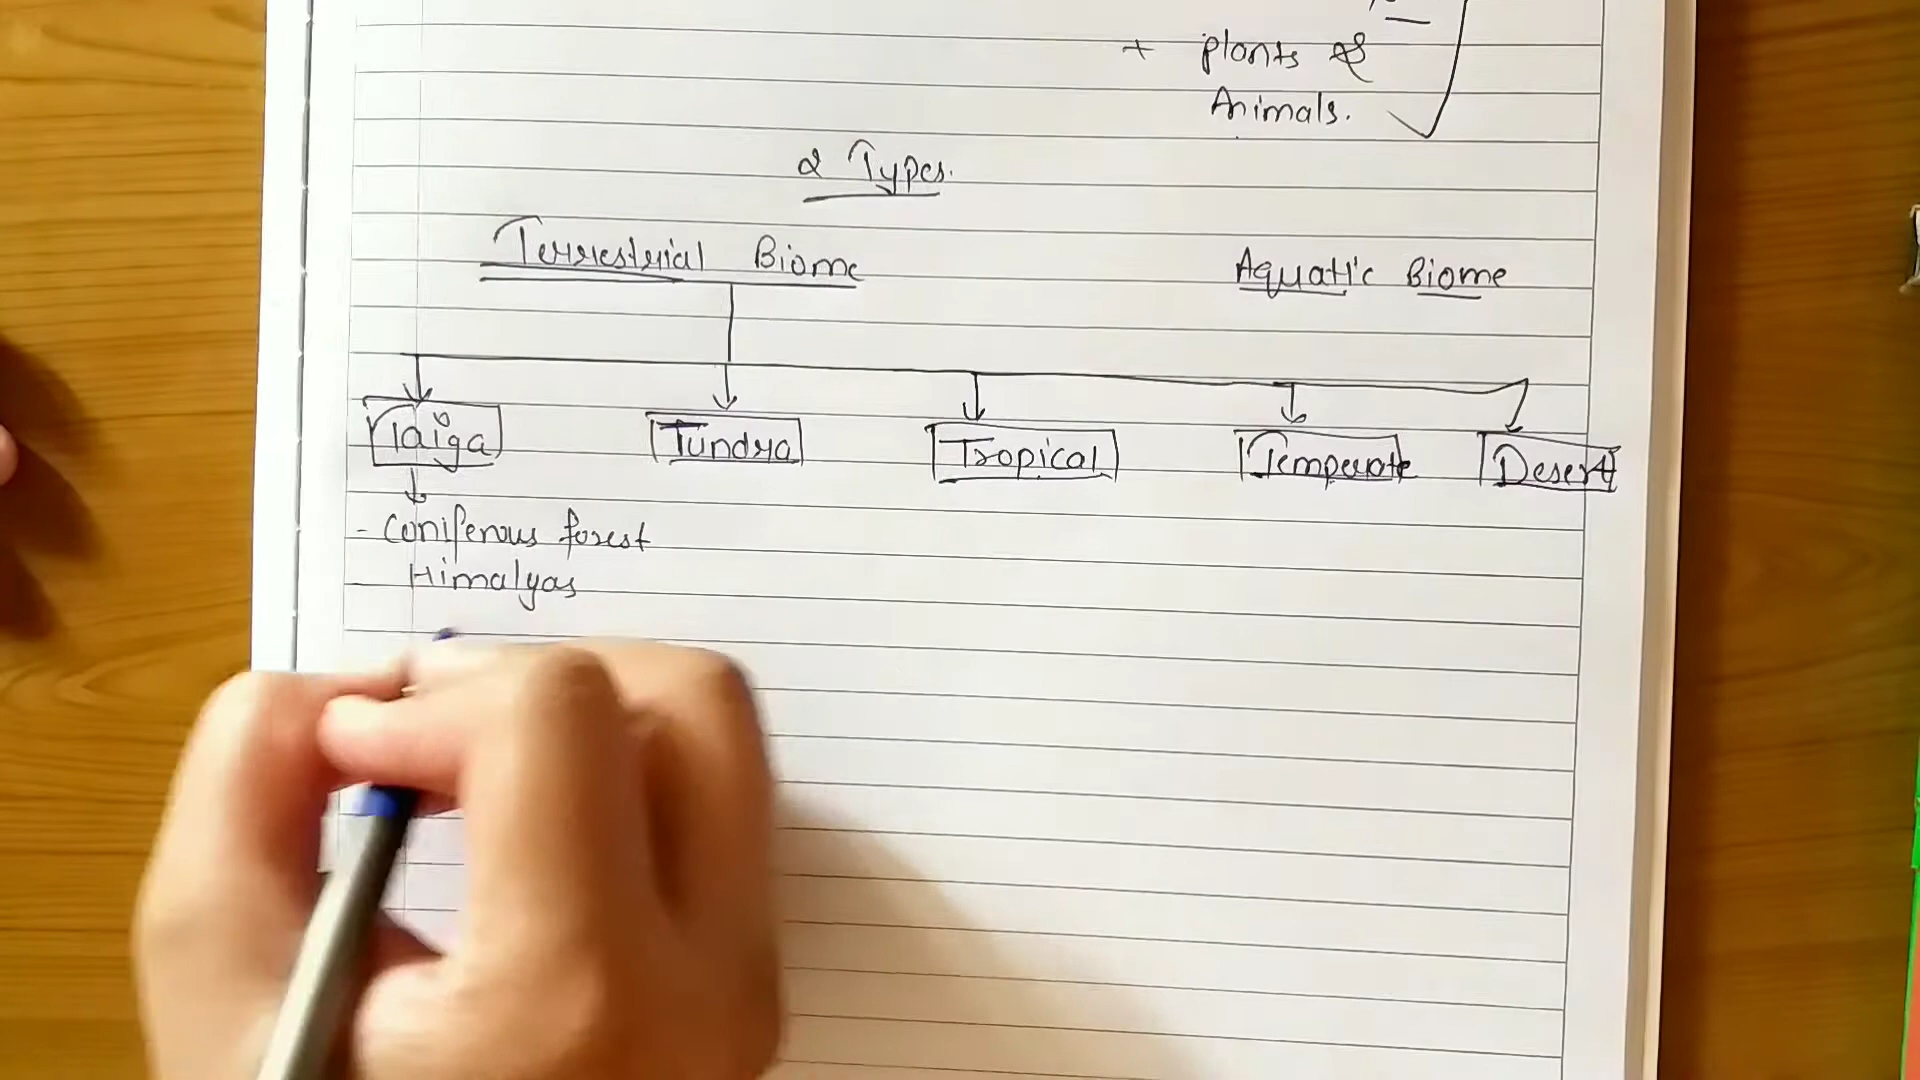 + plants &
Animals.
2 Types.
Terrestrial Biome
Aquatic Biome
Taiga
Tundra
Tropical
Temperate
Desert
- Coniferous forest
Himalyas